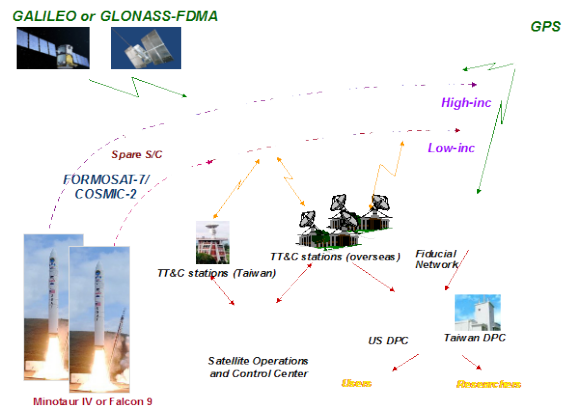 GALILEO or GLONASS-FDMA
GPS
High-inc
Low-inc
Spare S/C
FORMOSAT-7/
COSMIC-2
TT&C stations (Taiwan)
TT&C stations (overseas)
Fiducial
Network
US DPC
Taiwan DPC
Satellite Operations
and Control Center
Users
Researchers
Minotaur IV or Falcon 9